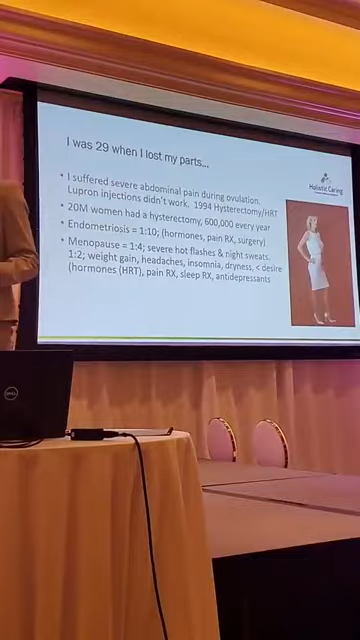 I was 29 when I lost my parts...
• I suffered severe abdominal pain during ovulation.
Lupron injections didn't work. 1994 Hysterectomy/HRT
• 20M women had a hysterectomy, 600,000 every year
• Endometriosis = 1:10; (hormones, pain RX, surgery)
• Menopause = 1:4; severe hot flashes & night sweats.
1:2; weight gain, headaches, insomnia, dryness, < desire
(hormones (HRT), pain RX, sleep RX, antidepressants
Holistic Caring
DELL